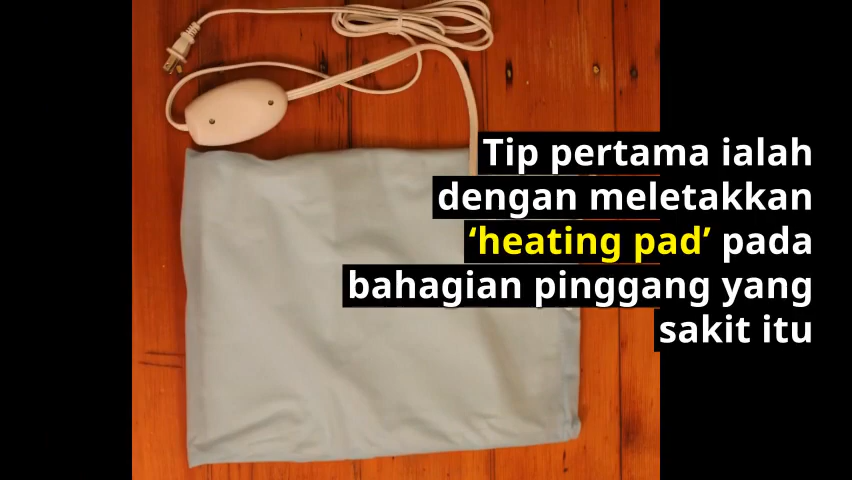 Tip pertama ialah
dengan meletakkan
‘heating pad’ pada
bahagian pinggang yang
sakit itu